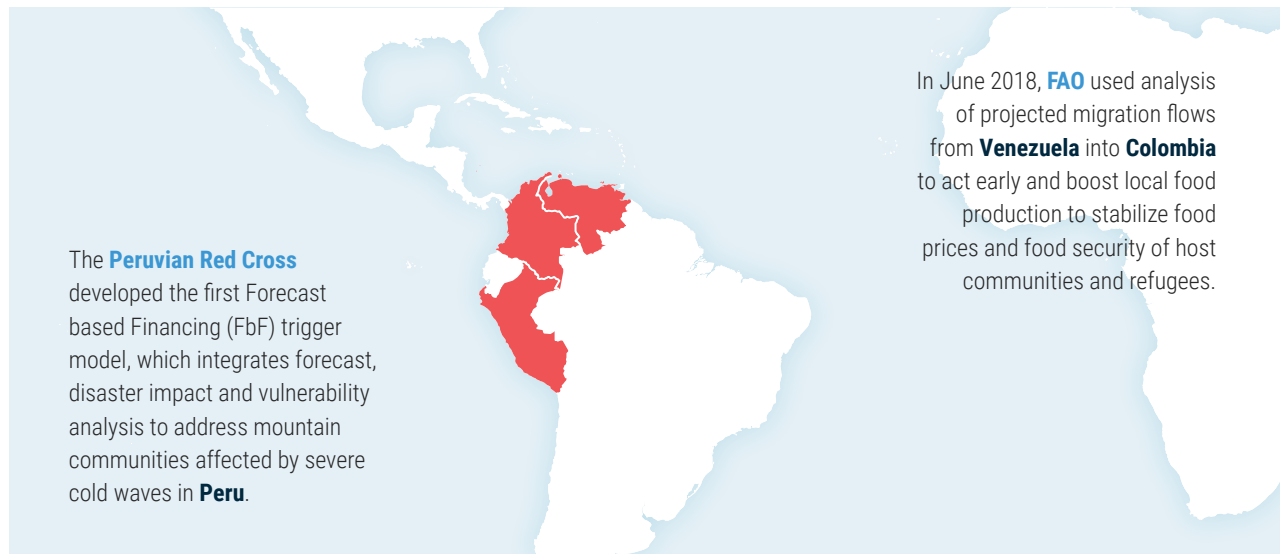 The Peruvian Red Cross
developed the first Forecast
based Financing (FbF) trigger
model, which integrates forecast,
disaster impact and vulnerability
analysis to address mountain
communities affected by severe
cold waves in Peru.
In June 2018, FAO used analysis
of projected migration flows
from Venezuela into Colombia
to act early and boost local food
production to stabilize food
prices and food security of host
communities and refugees.